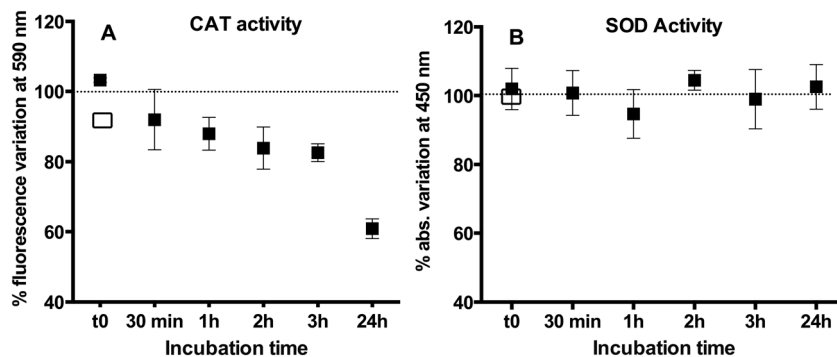 A
CAT activity
% fluorescence variation at 590 nm
120
100
80
60
40
t0 30 min 1h 2h 3h 24h
Incubation time
B
SOD Activity
% abs. variation at 450 nm
120
100
80
60
40
t0 30 min 1h 2h 3h 24h
Incubation time